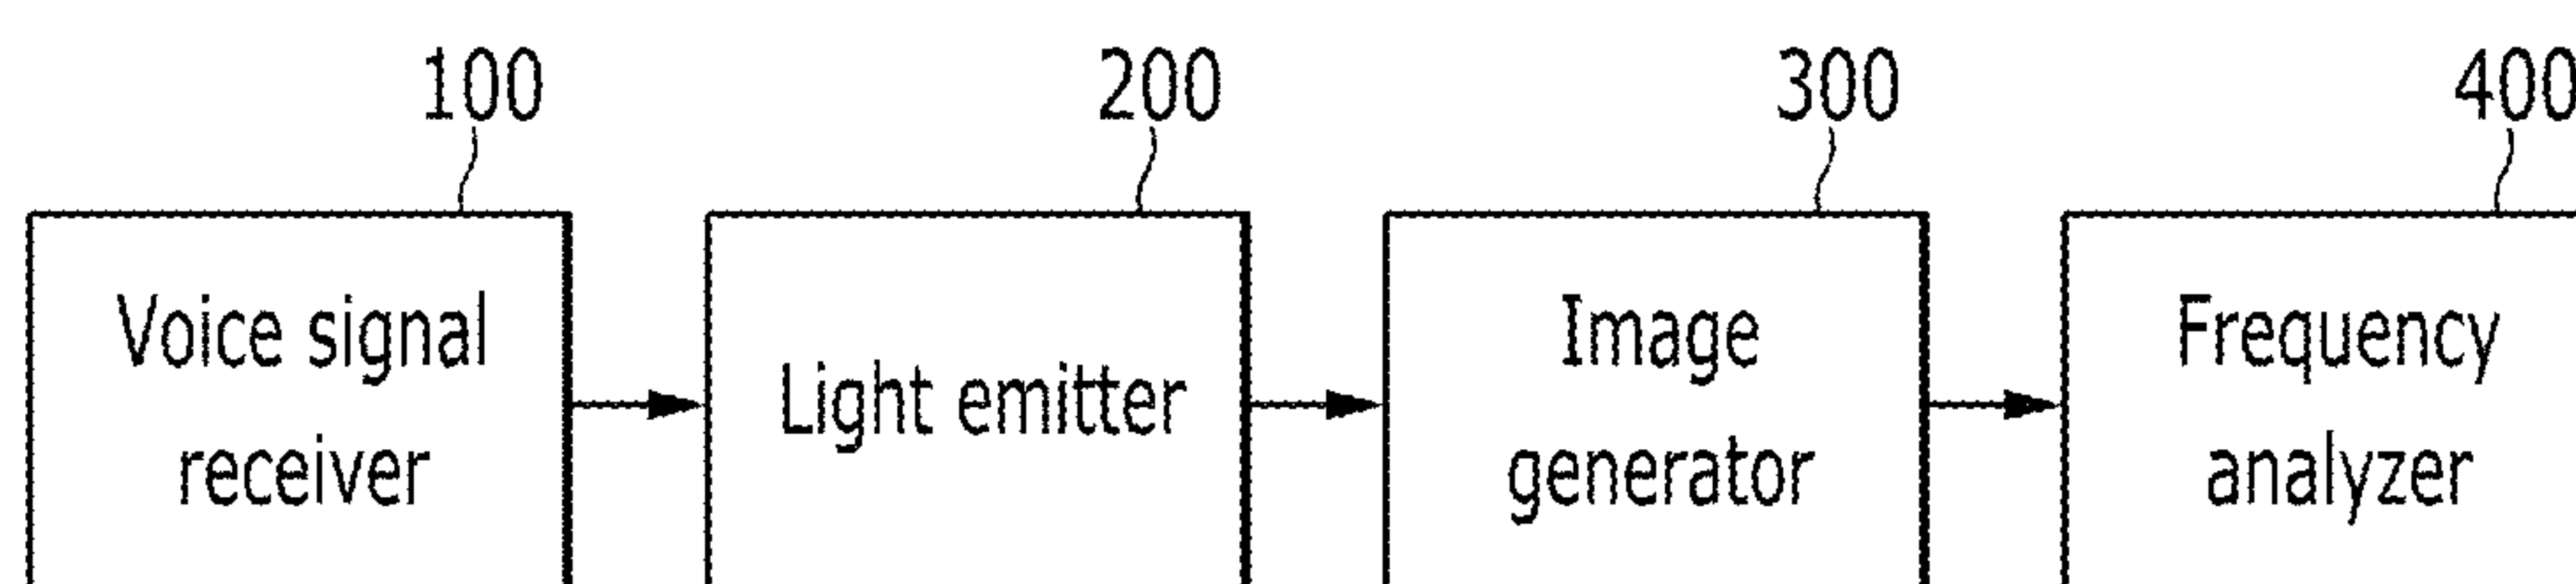 100 200 300 400
Voice signal
receiver
Light emitter
Image
generator
Frequency
analyzer